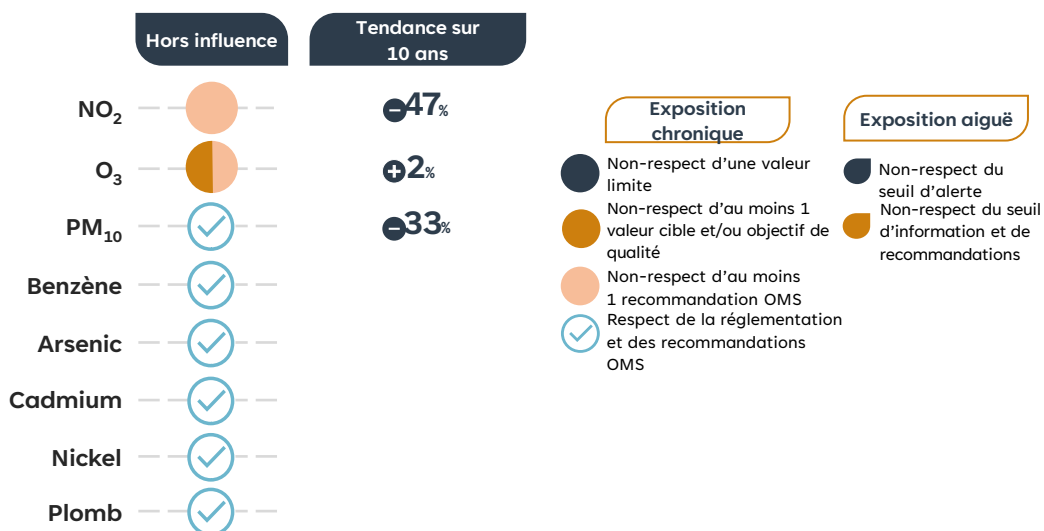 Hors influence
Tendance sur
10 ans
NO2
−47%
O3
+2%
PM10
−33%
Benzène
Arsenic
Cadmium
Nickel
Plomb
Exposition
chronique
Non-respect d’une valeur
limite
Non-respect d’au moins 1
valeur cible et/ou objectif de
qualité
Non-respect d’au moins
1 recommandation OMS
Respect de la réglementation
et des recommandations
OMS
Exposition aiguë
Non-respect du
seuil d’alerte
Non-respect du seuil
d’information et de
recommandations